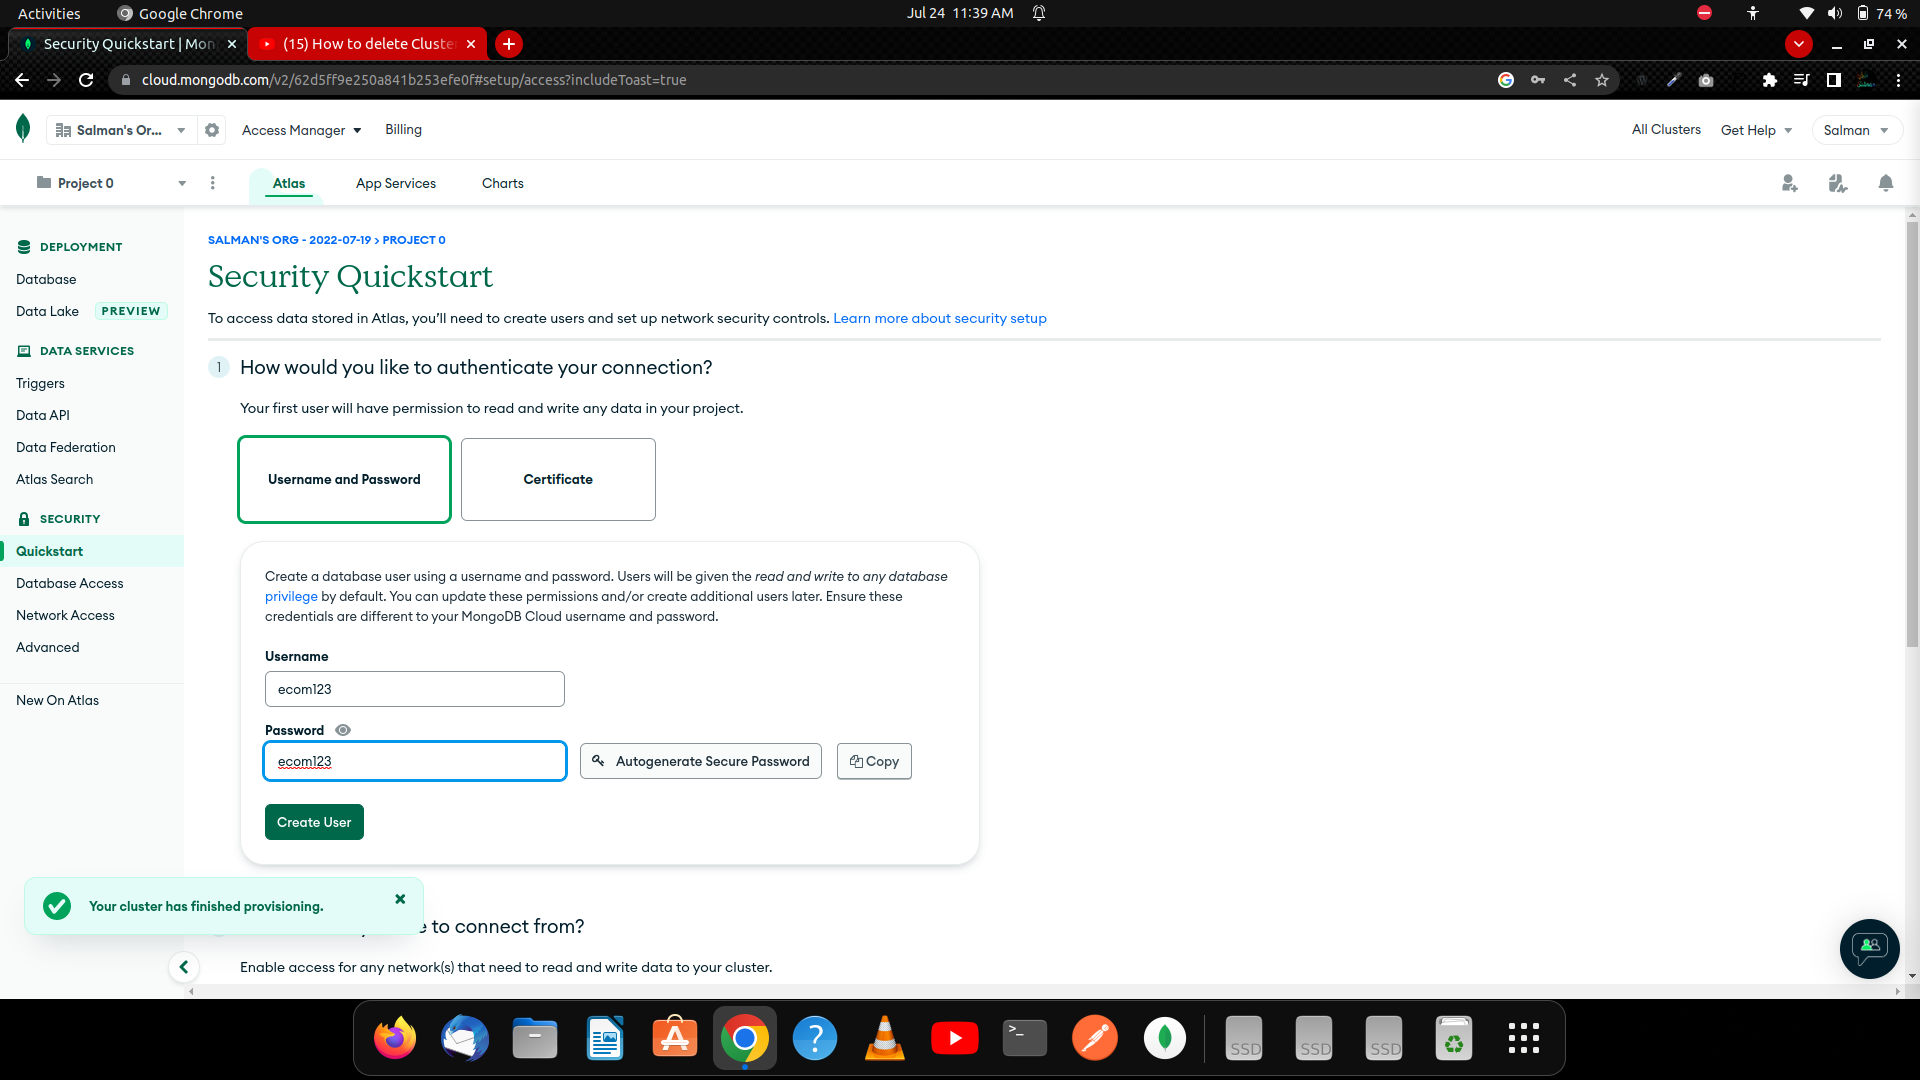 Activities
Google Chrome
Jul 24 11:39 AM
74 %
Security Quickstart | Mon
(15) How to delete Cluste
cloud.mongodb.com/v2/62d5ff9e250a841b253efe0f#setup/access?includeToast=true
Salman's Or...
Access Manager
Billing
All Clusters
Get Help
Salman
Project 0
Atlas
App Services
Charts
DEPLOYMENT
Database
Data Lake
PREVIEW
DATA SERVICES
Triggers
Data API
Data Federation
Atlas Search
SECURITY
Quickstart
Database Access
Network Access
Advanced
New On Atlas
SALMAN'S ORG - 2022-07-19 > PROJECT 0
Security Quickstart
To access data stored in Atlas, you'll need to create users and set up network security controls. Learn more about security setup
1 How would you like to authenticate your connection?
Your first user will have permission to read and write any data in your project.
Username and Password
Certificate
Create a database user using a username and password. Users will be given the read and write to any database
privilege by default. You can update these permissions and/or create additional users later. Ensure these
credentials are different to your MongoDB Cloud username and password.
Username
ecom123
Password
ecom123
Autogenerate Secure Password
Copy
Create User
Your cluster has finished provisioning.
to connect from?
Enable access for any network(s) that need to read and write data to your cluster.
SSD
SSD
SSD